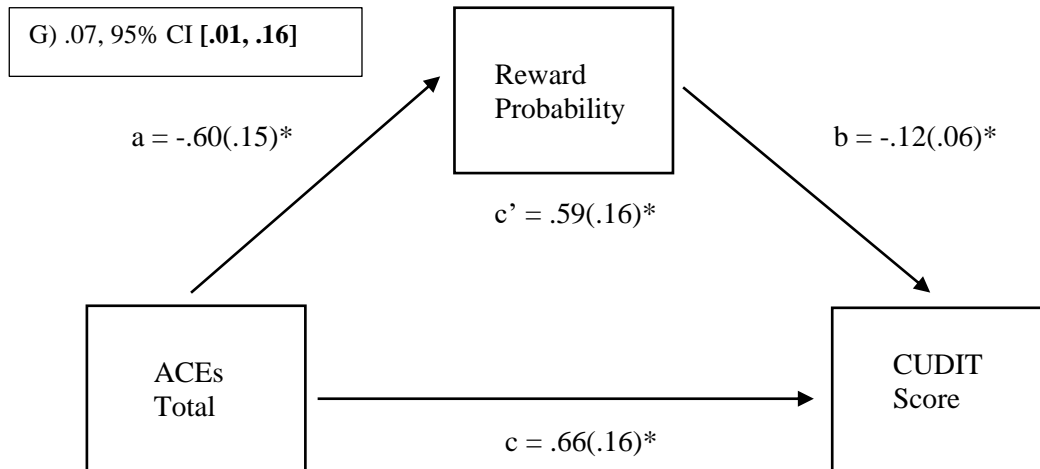 G) .07, 95% CI [.01, .16]
Reward
Probability
a = -.60(.15)*
b = -.12(.06)*
c’ = .59(.16)*
ACEs
Total
CUDIT
Score
c = .66(.16)*